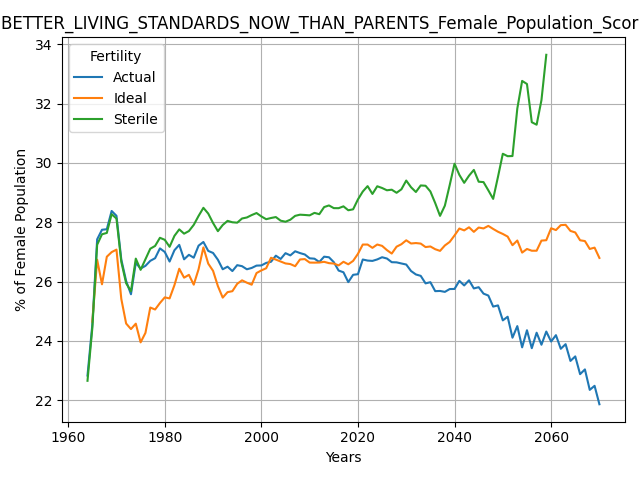 BETTER_LIVING_STANDARDS_NOW_THAN_PARENTS_Female_Population_Scor
Fertility
Actual
Ideal
Sterile
% of Female Population
34
32
30
28
26
24
22
1960
1980
2000
2020
2040
2060
Years